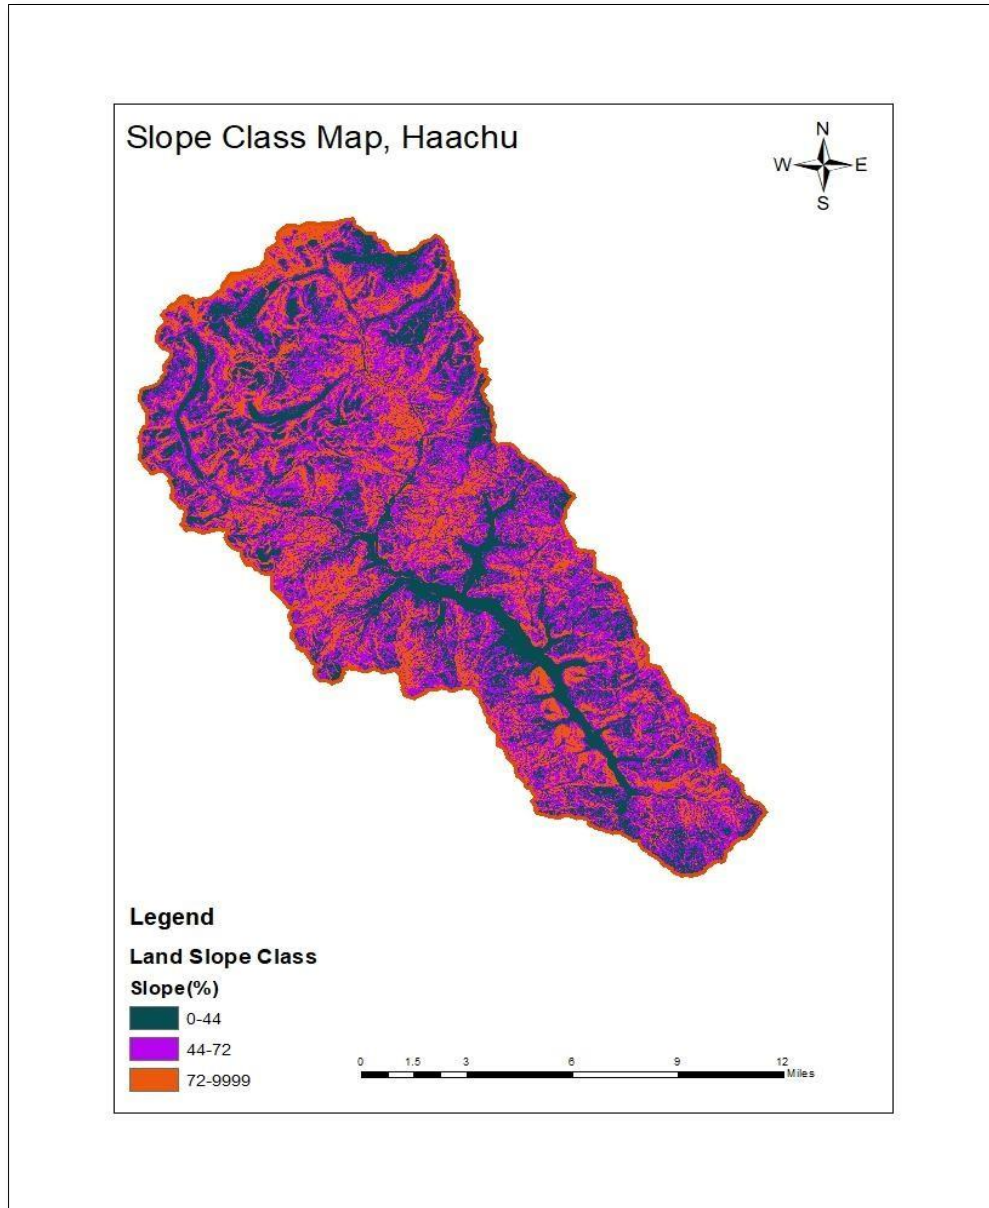 Slope Class Map, Haachu
N
W E
S
Legend
Land Slope Class
Slope(%)
0-44
44-72
72-9999
0 1.5 3 6 9 12
Miles